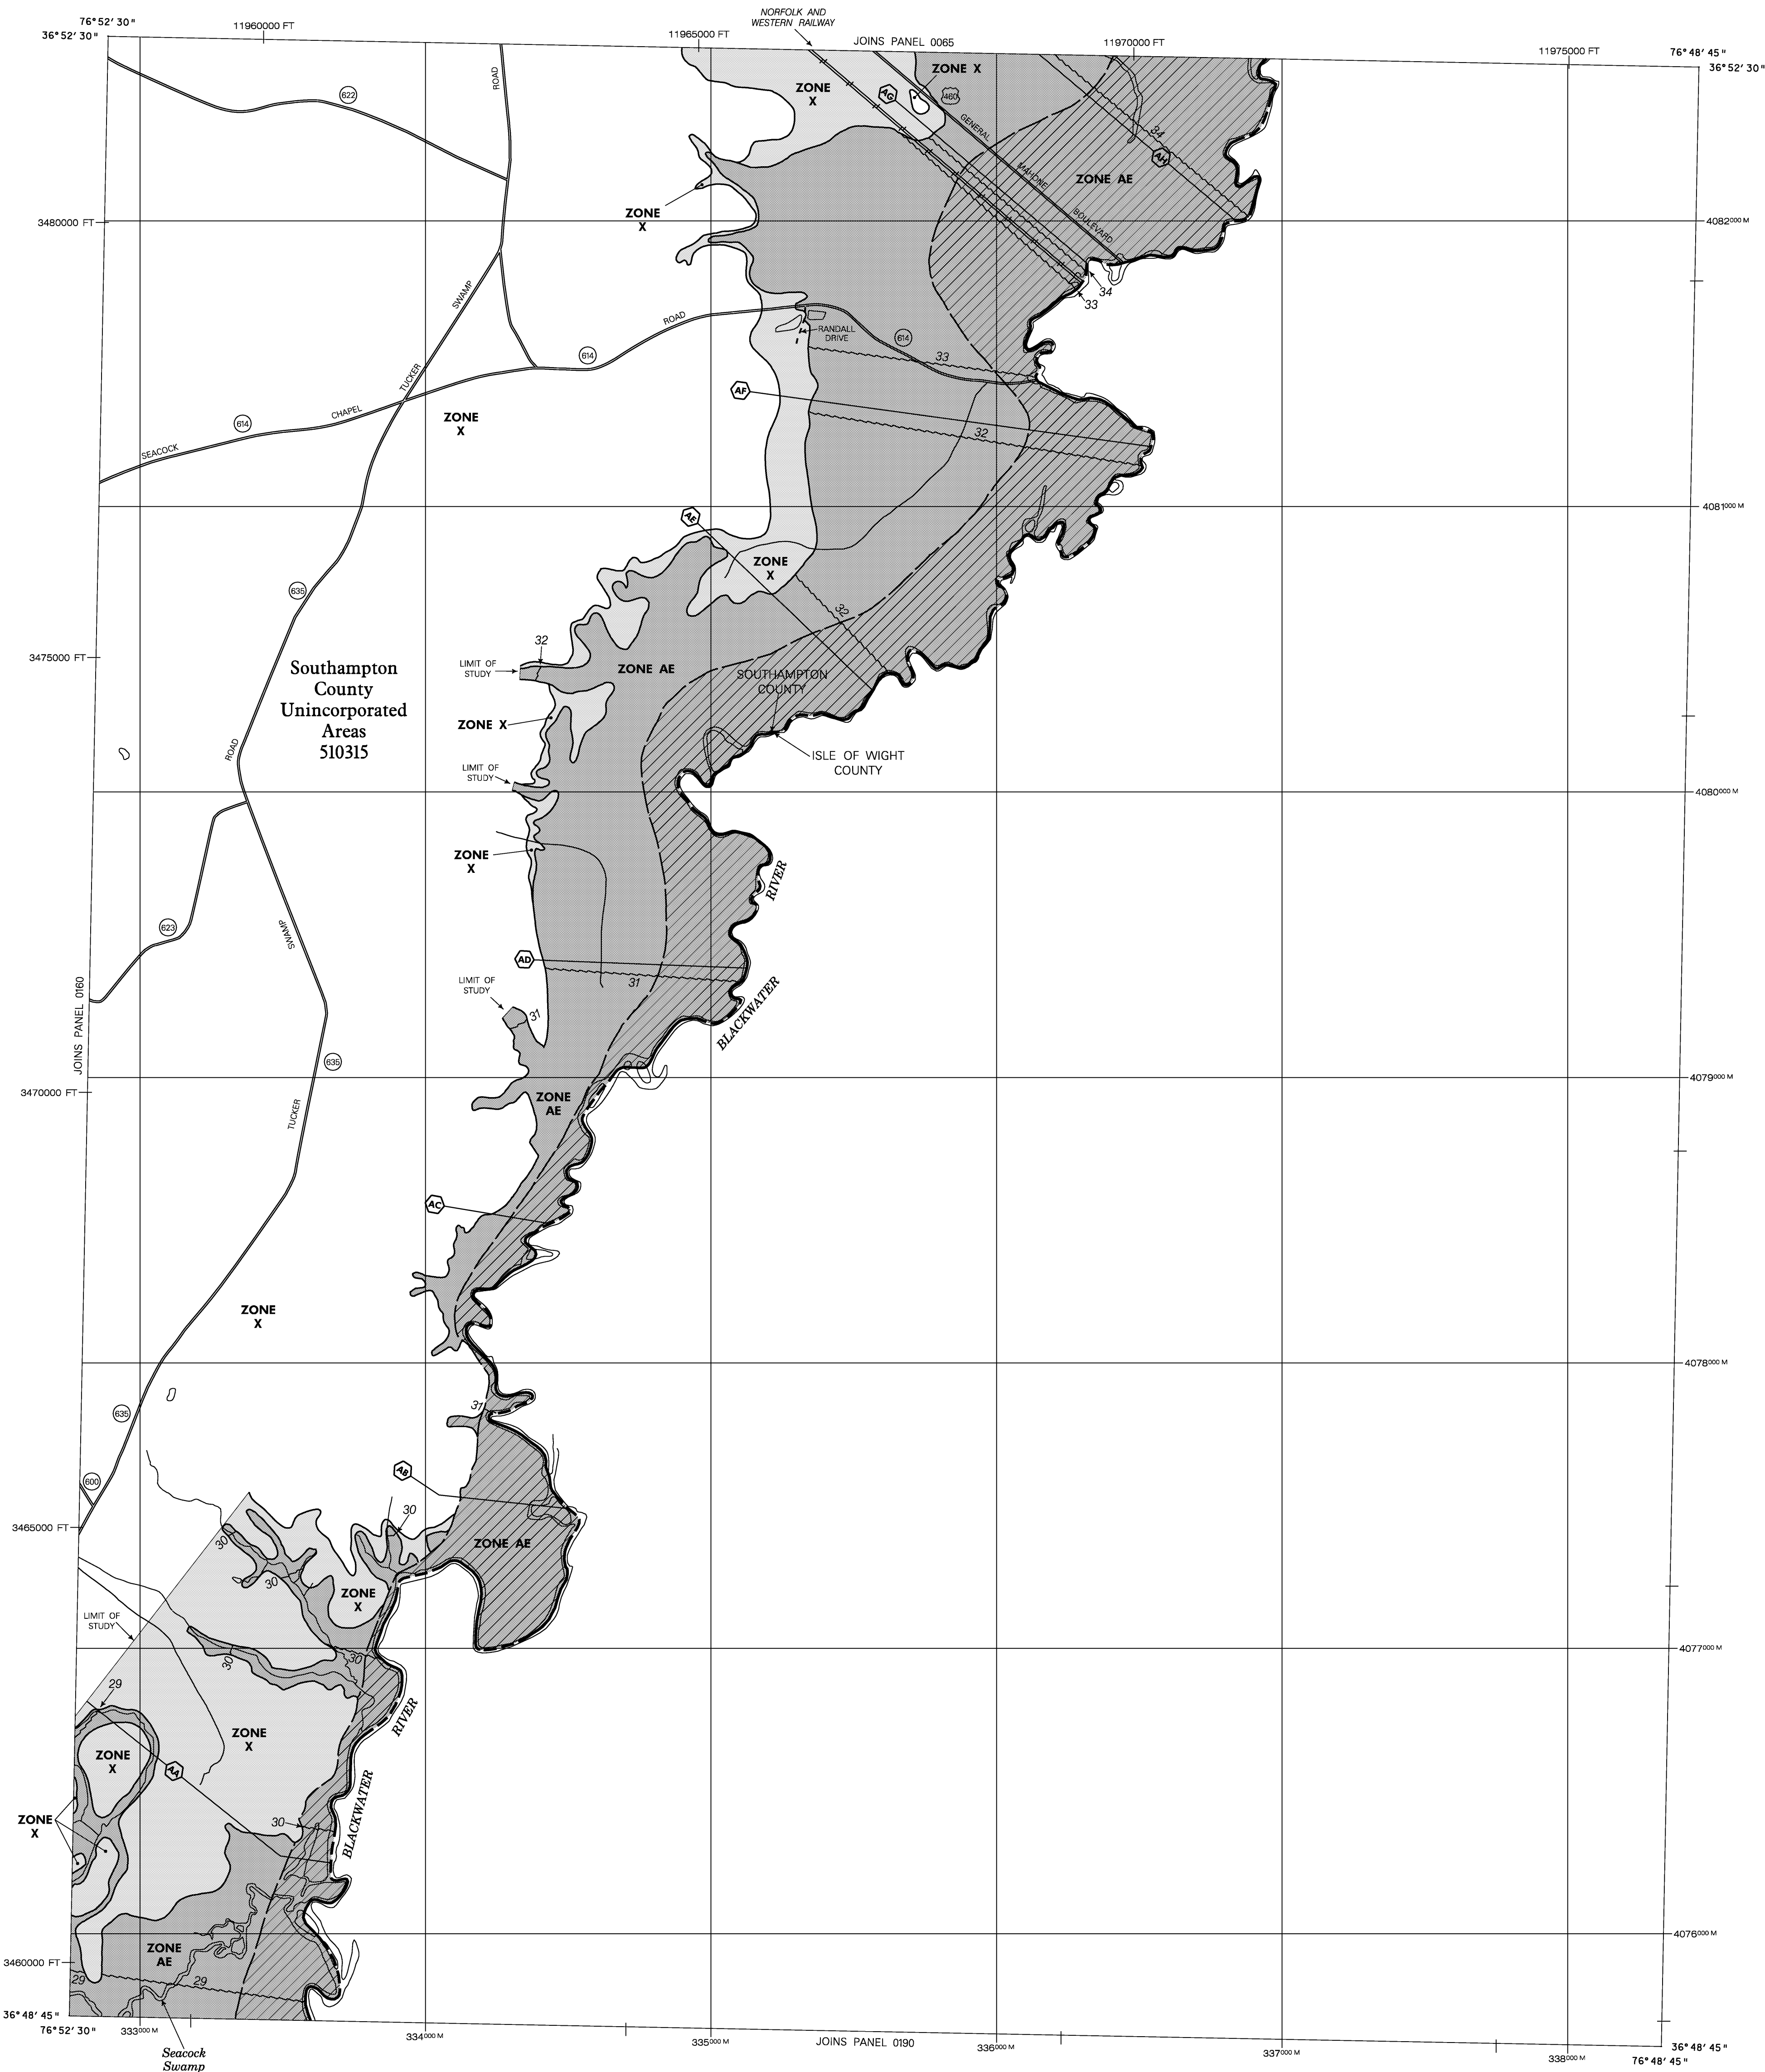 NORFOLK AND
WESTERN RAILWAY
76° 52' 30"
11960000 FT
11965000 FT
JOINS PANEL 0065
11970000 FT
11975000 FT
76° 48' 45"
36° 52' 30"
36° 52' 30"
ROAD
622
ZONE X
ZONE
X
AG
460
GENERAL
34
AH
MAHONE
ZONE AE
BOULEVARD
ZONE
X
3480000 FT
4082000 M
SWAMP
34
33
ROAD
RANDALL
DRIVE
614
33
614
TUCKER
AF
CHAPEL
614
ZONE
X
SEACOCK
32
4081000 M
AE
ZONE
X
635
32
32
3475000 FT
LIMIT OF
STUDY
ZONE AE
SOUTHAMPTON
COUNTY
Southampton
County
Unincorporated
Areas
510315
ZONE X
ROAD
ISLE OF WIGHT
COUNTY
LIMIT OF
STUDY
4080000 M
ZONE
X
RIVER
623
SWAMP
AD
31
LIMIT OF
STUDY
31
BLACKWATER
JOINS PANEL 0160
635
4079000 M
3470000 FT
ZONE
AE
TUCKER
AC
ZONE
X
4078000 M
31
635
AB
600
30
3465000 FT
30
ZONE AE
30
ZONE
X
LIMIT OF
STUDY
30
30
4077000 M
29
RIVER
ZONE
X
ZONE
X
AA
BLACKWATER
ZONE
X
30
4076000 M
ZONE
AE
3460000 FT
29
29
36° 48' 45"
76° 52' 30"
333000 M
334000 M
335000 M
JOINS PANEL 0190
336000 M
337000 M
338000 M
36° 48' 45"
76° 48' 45"
Seacock
Swamp